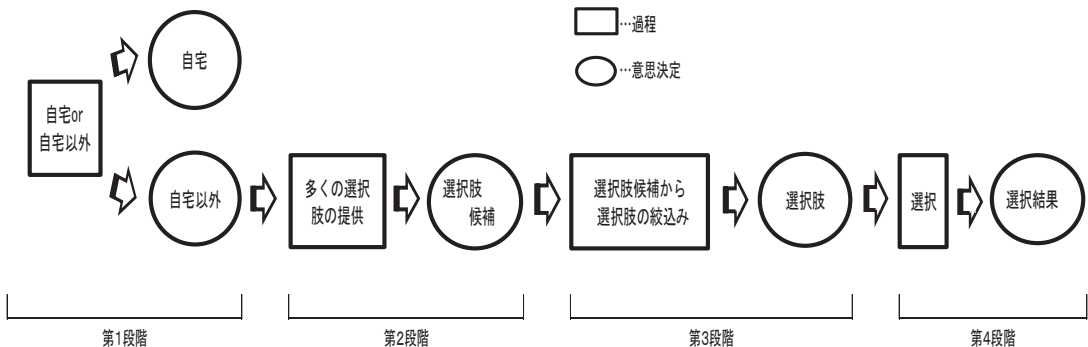 …過程
…意思決定
自宅
自宅or
自宅以外
自宅以外
多くの選択
肢の提供
選択肢
候補
選択肢候補から
選択肢の絞込み
選択肢
選択
選択結果
第1段階
第2段階
第3段階
第4段階